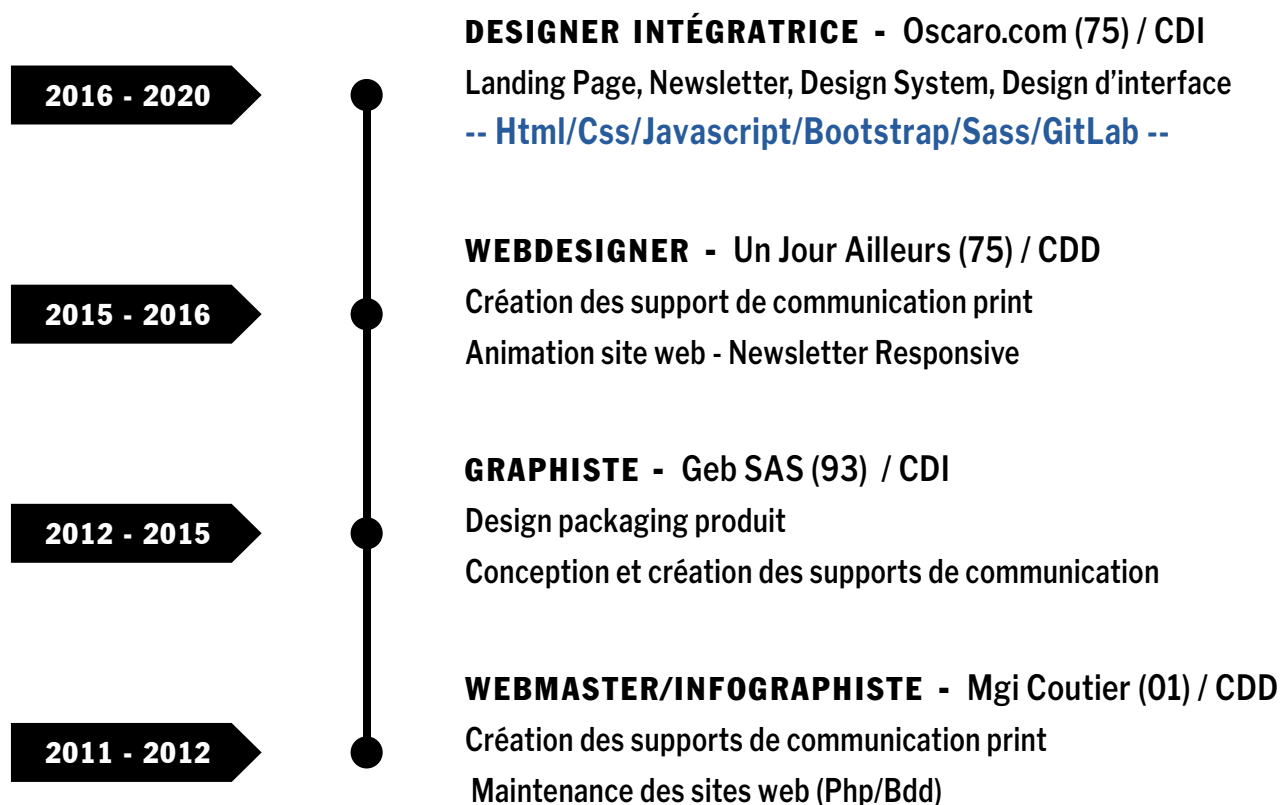 DESIGNER INTÉGRATRICE - Oscaro.com (75) / CDI
2016 - 2020
Landing Page, Newsletter, Design System, Design d’interface
-- Html/Css/Javascript/Bootstrap/Sass/GitLab --
WEBDESIGNER - Un Jour Ailleurs (75) / CDD
2015 - 2016
Création des support de communication print
Animation site web - Newsletter Responsive
GRAPHISTE - Geb SAS (93) / CDI
2012 - 2015
Design packaging produit
Conception et création des supports de communication
WEBMASTER/INFOGRAPHISTE - Mgi Coutier (01) / CDD
2011 - 2012
Création des supports de communication print
Maintenance des sites web (Php/Bdd)